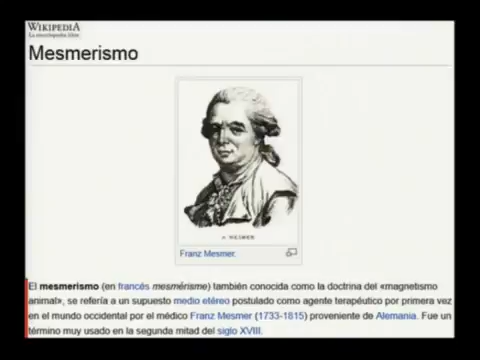 WIKIPEDIA
La enciclopedia libre
Mesmerismo
Franz Mesmer.
El mesmerismo (en francés mesmérisme) también conocida como la doctrina del «magnetismo
animal», se refería a un supuesto medio etéreo postulado como agente terapéutico por primera vez
en el mundo occidental por el médico Franz Mesmer (1733-1815) proveniente de Alemania. Fue un
término muy usado en la segunda mitad del siglo XVIII.